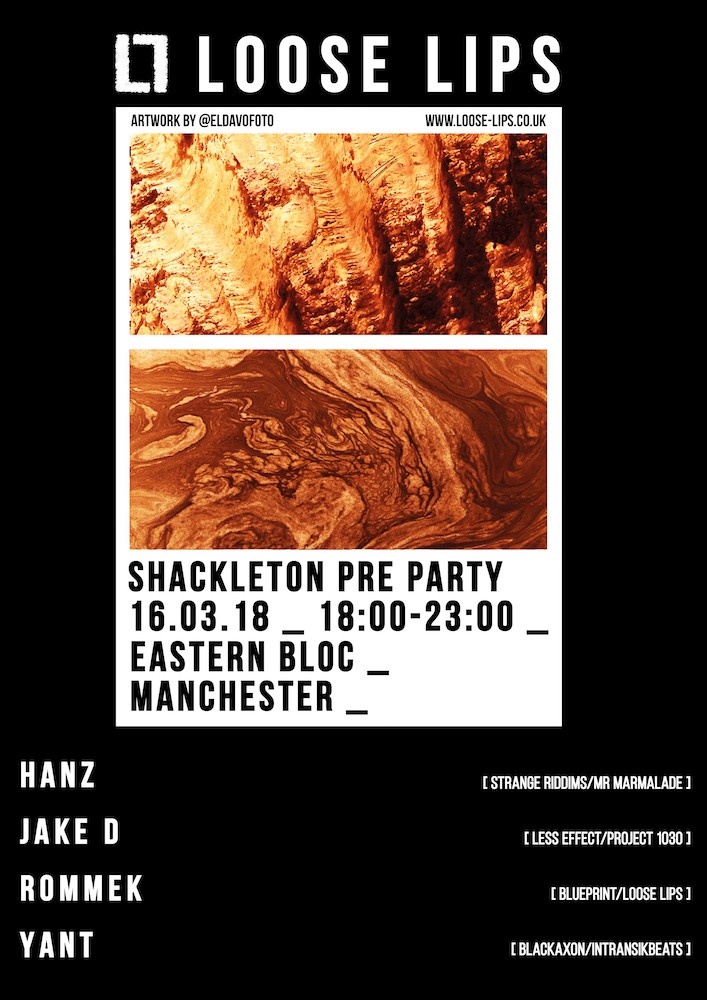 LOOSE LIPS
ARTWORK BY @ELDAVOFOTO WWW.LOOSE-LIPS.CO.UK
SHACKLETON PRE PARTY
16.03.18 _ 18:00-23:00 _
EASTERN BLOC _
MANCHESTER _
HANZ [ STRANGE RIDDIMS/MR MARMALADE ]
JAKE D [ LESS EFFECT/PROJECT 1030 ]
ROMMEK [ BLUEPRINT/LOOSE LIPS ]
YANT [ BLACKAXON/INTRANSIKBEATS ]